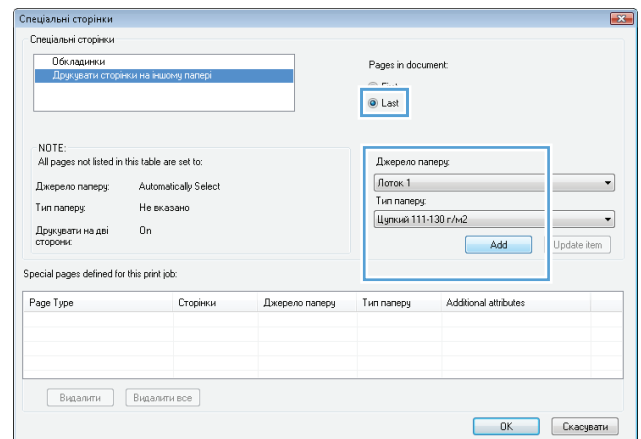 Спеціальні сторінки
Спеціальні сторінки
Обкладинки
Друкувати сторінки на іншому папері
Pages in document:
First
Last
NOTE:
All pages not listed in this table are set to:
Джерело паперу: Automatically Select
Тип паперу: Не вказано
Друкувати на дві сторони: On
Джерело паперу:
Лоток 1
Тип паперу:
Цупкий 111-130 г/м2
Add Update item
Special pages defined for this print job:
Page Type Сторінки Джерело паперу Тип паперу Additional attributes
Видалити Видалити все
OK Скасувати